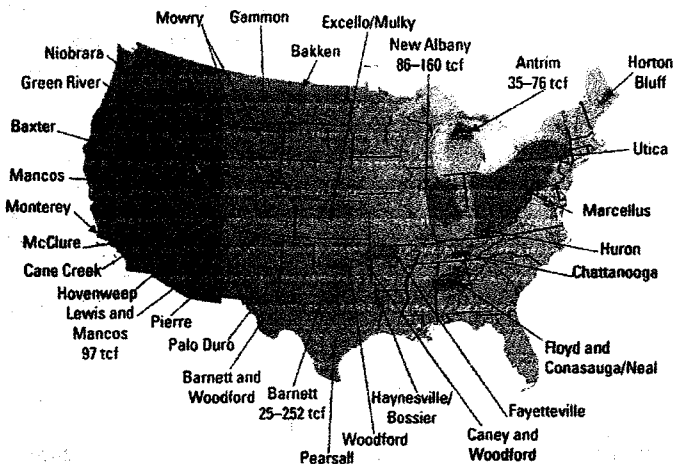 Mowry
Gammon
Excello/Mulky
Bakken
New Albany
86–160 tcf
Antrim
35–76 tcf
Horton
Bluff
Niobrara
Green River
Baxter
Mancos
Monterey
McClure
Cane Creek
Hovenweep
Lewis and
Mancos
97 tcf
Pierre
Palo Duro
Barnett and
Woodford
Barnett
25–252 tcf
Pearsall
Woodford
Haynesville/
Bossier
Caney and
Woodford
Fayetteville
Floyd and
Conasauga/Neal
Chattanooga
Huron
Marcellus
Utica